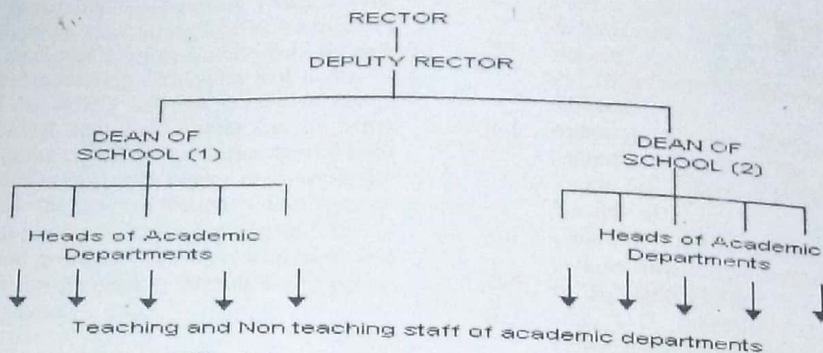 RECTOR
DEPUTY RECTOR
DEAN OF
SCHOOL (1)
DEAN OF
SCHOOL (2)
Heads of Academic
Departments
Heads of Academic
Departments
Teaching and Non teaching staff of academic departments